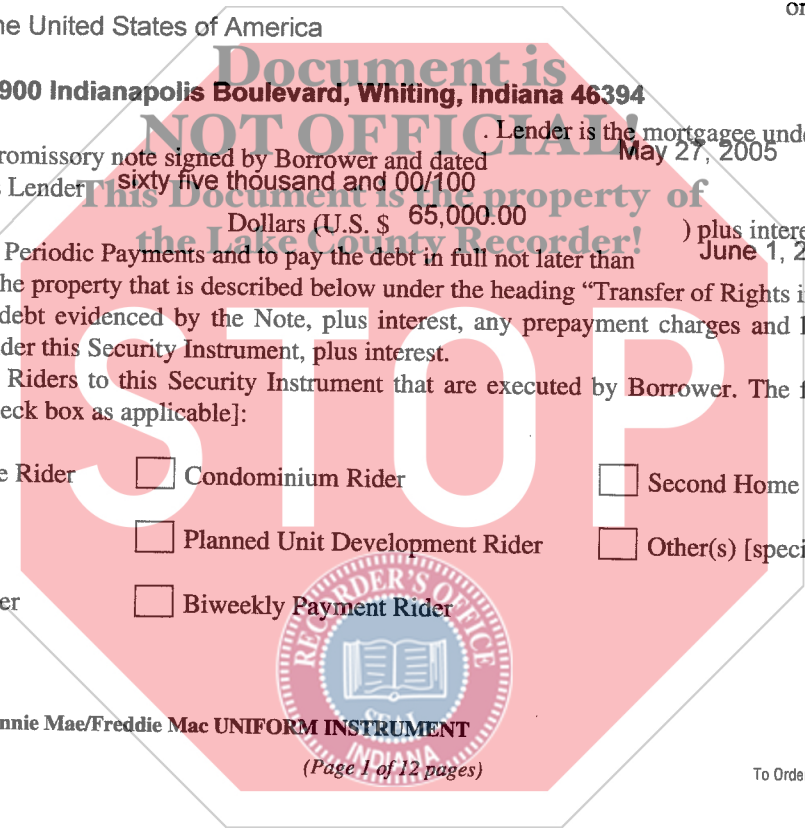 or
ne United States of America
Document is
900 Indianapolis Boulevard, Whiting, Indiana 46394
NOT OFFICIAL!
. Lender is the mortgagee unde
romissory note signed by Borrower and dated May 27, 2005
Lender sixty five thousand and 00/100
This Document is the property of
Dollars (U.S. $ 65,000.00 ) plus intere
the Lake County Recorder!
Periodic Payments and to pay the debt in full not later than June 1, 2
he property that is described below under the heading “Transfer of Rights i
debt evidenced by the Note, plus interest, any prepayment charges and l
der this Security Instrument, plus interest.
Riders to this Security Instrument that are executed by Borrower. The f
eck box as applicable]:
STOP
e Rider Condominium Rider Second Home
Planned Unit Development Rider Other(s) [speci
er Biweekly Payment Rider
RECORDER'S OFFICE
SEAL
INDIANA
nnie Mae/Freddie Mac UNIFORM INSTRUMENT
(Page 1 of 12 pages)
To Orde